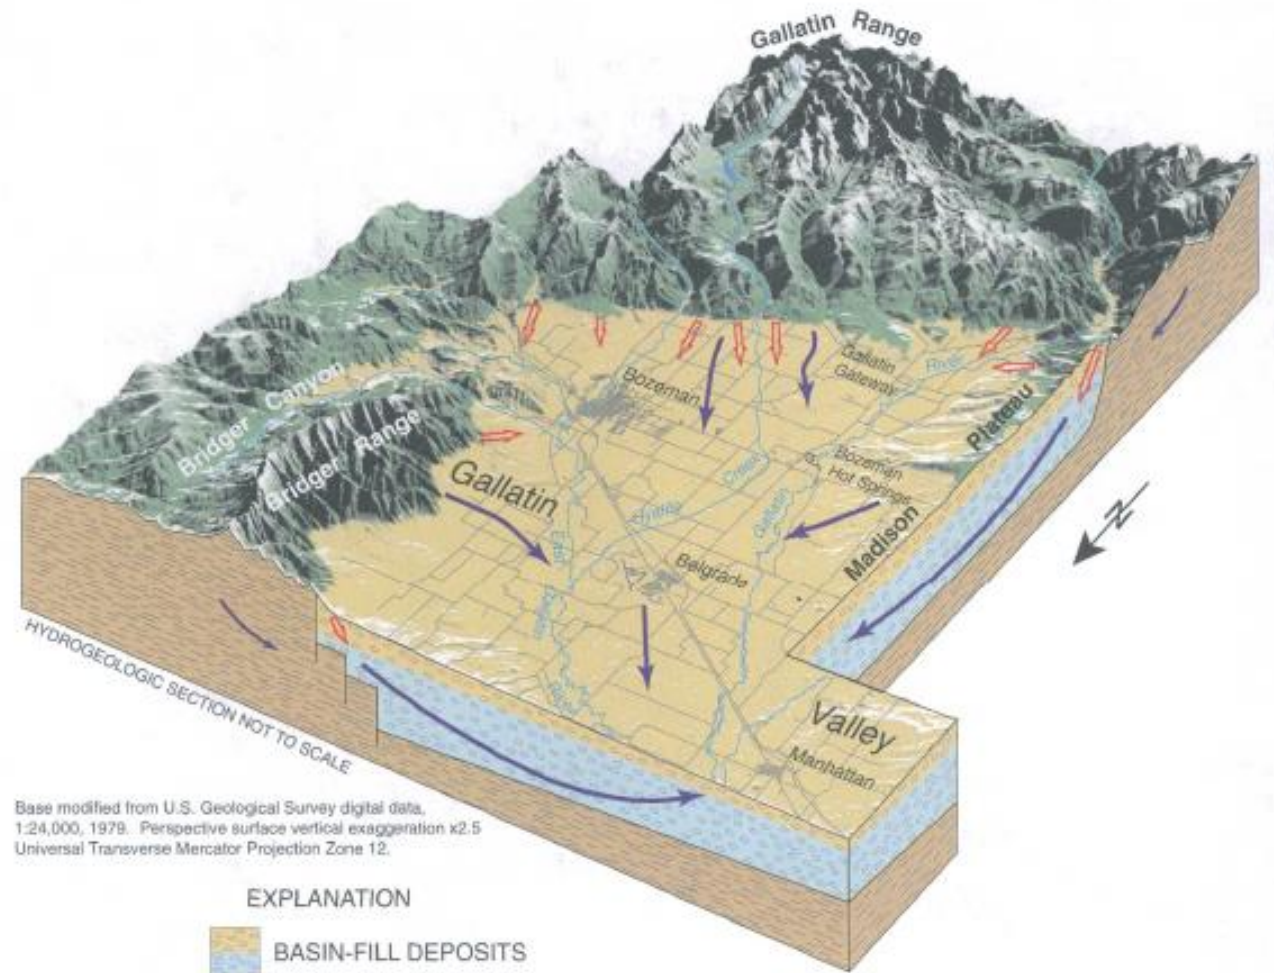 Gallatin Range
Gallatin
Gateway
River
Bozeman
Bridger Canyon
Bridger Range
Plateau
Bozeman
Hot Springs
Gallatin
Creek
Gallatin
Madison
Belgrade
Valley
Manhattan
N
HYDROGEOLOGIC SECTION NOT TO SCALE
Base modified from U.S. Geological Survey digital data,
1:24,000, 1979. Perspective surface vertical exaggeration x2.5
Universal Transverse Mercator Projection Zone 12.
EXPLANATION
BASIN-FILL DEPOSITS